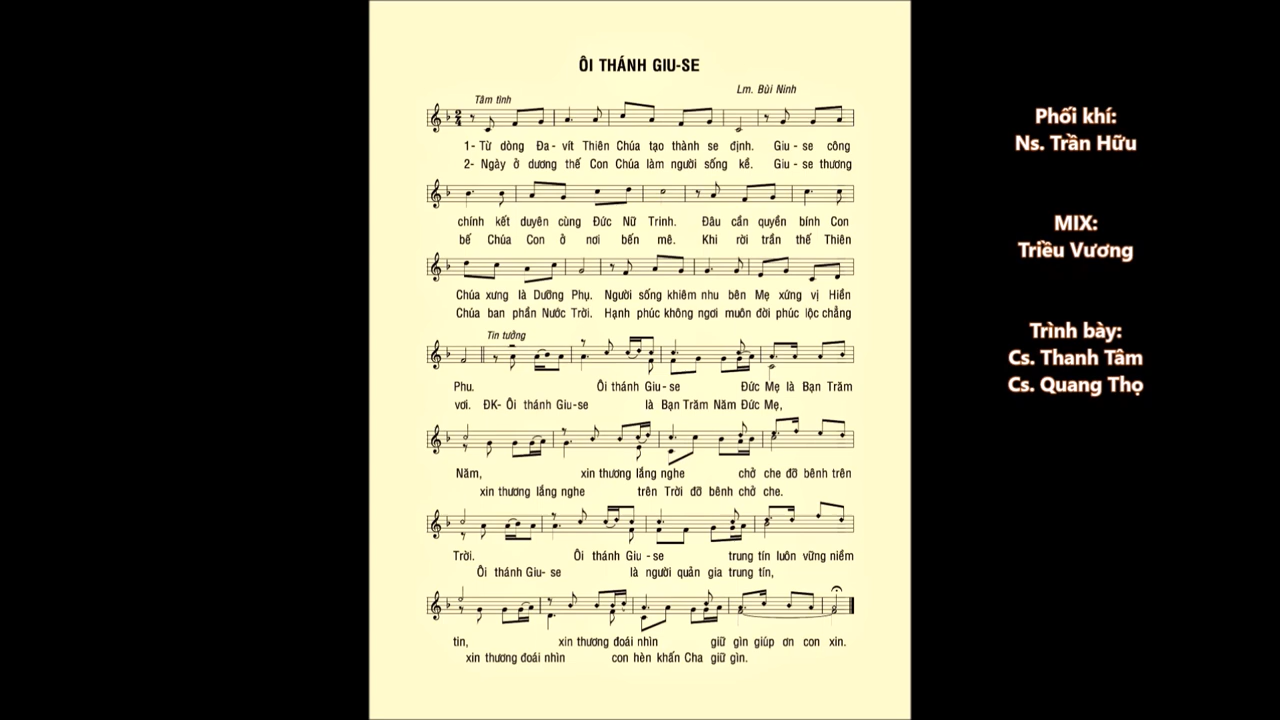 ÔI THÁNH GIU-SE
Lm. Bùi Ninh
Tâm tình
1- Từ dòng Đa - vít Thiên Chúa tạo thành se định. Giu - se công
2- Ngày ở dương thế Con Chúa làm người sống kề. Giu - se thương
chính kết duyên cùng Đức Nữ Trinh. Đâu cần quyền bính Con
bế Chúa Con ở nơi bến mê. Khi rời trần thế Thiên
Chúa xưng là Dưỡng Phụ. Người sống khiêm nhu bên Mẹ xứng vị Hiền
Chúa ban phần Nước Trời. Hạnh phúc không ngơi muôn đời phúc lộc chẳng
Tin tưởng
Phu. Ôi thánh Giu - se Đức Mẹ là Bạn Trăm
vơi. ĐK- Ôi thánh Giu-se là Bạn Trăm Năm Đức Mẹ,
Năm, xin thương lắng nghe chở che đỡ bênh trên
xin thương lắng nghe trên Trời đỡ bênh chở che.
Trời. Ôi thánh Giu - se trung tín luôn vững niềm
Ôi thánh Giu- se là người quản gia trung tín,
tin, xin thương đoái nhìn giữ gìn giúp ơn con xin.
xin thương đoái nhìn con hèn khấn Cha giữ gìn.
Phối khí:
Ns. Trần Hữu
MIX:
Triều Vương
Trình bày:
Cs. Thanh Tâm
Cs. Quang Thọ